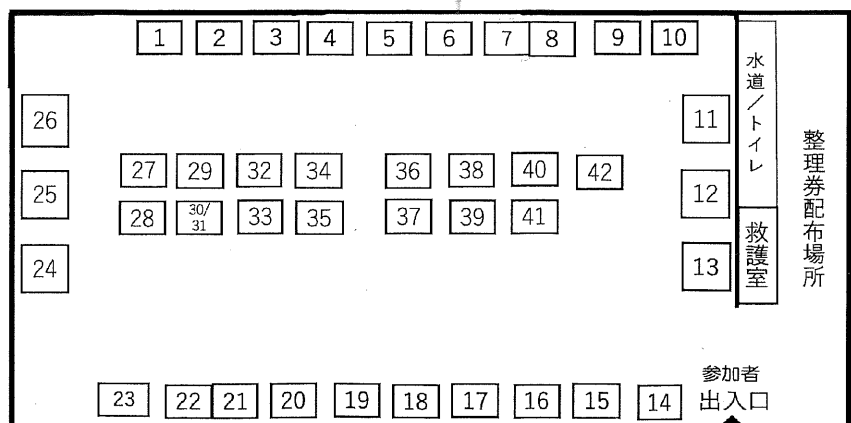 1 2 3 4 5 6 7 8 9 10
水道/トイレ
整理券配布場所
26 11
27 29 32 34 36 38 40 42
25 12
28 30/31 33 35 37 39 41
救護室
24 13
参加者
出入口
23 22 21 20 19 18 17 16 15 14